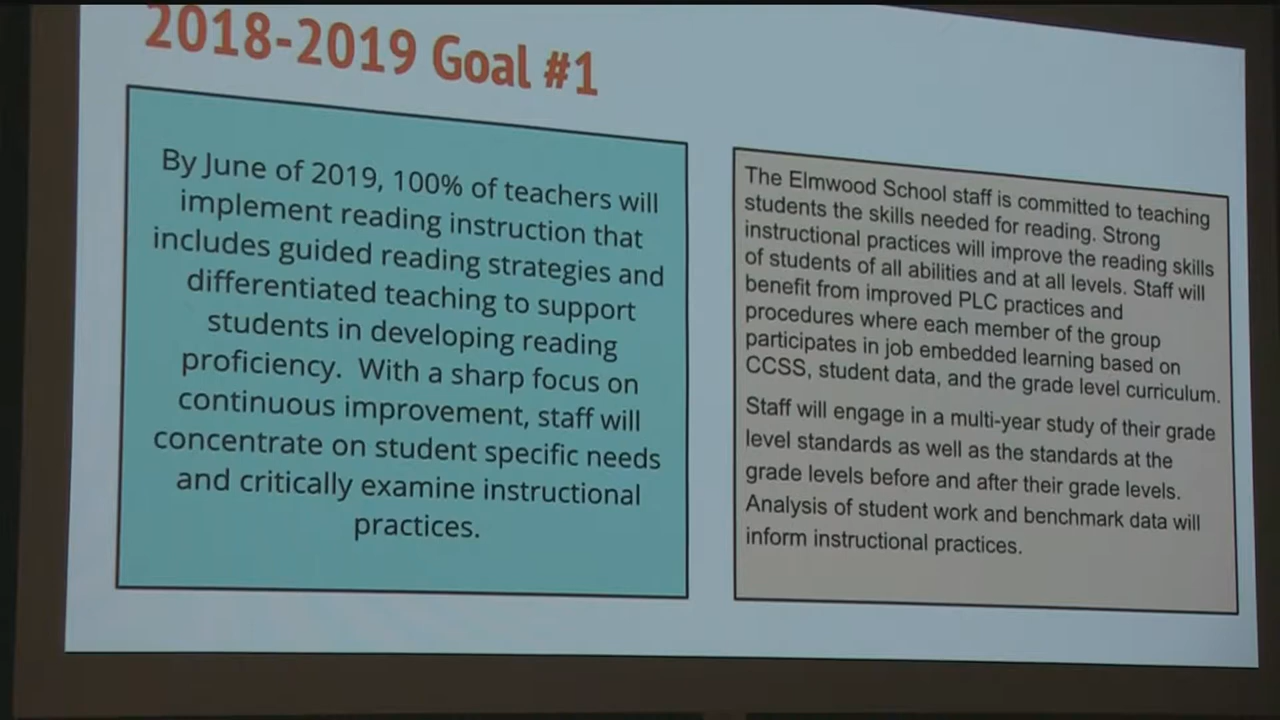 2018-2019 Goal #1
By June of 2019, 100% of teachers will
implement reading instruction that
includes guided reading strategies and
differentiated teaching to support
students in developing reading
proficiency. With a sharp focus on
continuous improvement, staff will
concentrate on student specific needs
and critically examine instructional
practices.
The Elmwood School staff is committed to teaching
students the skills needed for reading. Strong
instructional practices will improve the reading skills
of students of all abilities and at all levels. Staff will
benefit from improved PLC practices and
procedures where each member of the group
participates in job embedded learning based on
CCSS, student data, and the grade level curriculum.
Staff will engage in a multi-year study of their grade
level standards as well as the standards at the
grade levels before and after their grade levels.
Analysis of student work and benchmark data will
inform instructional practices.